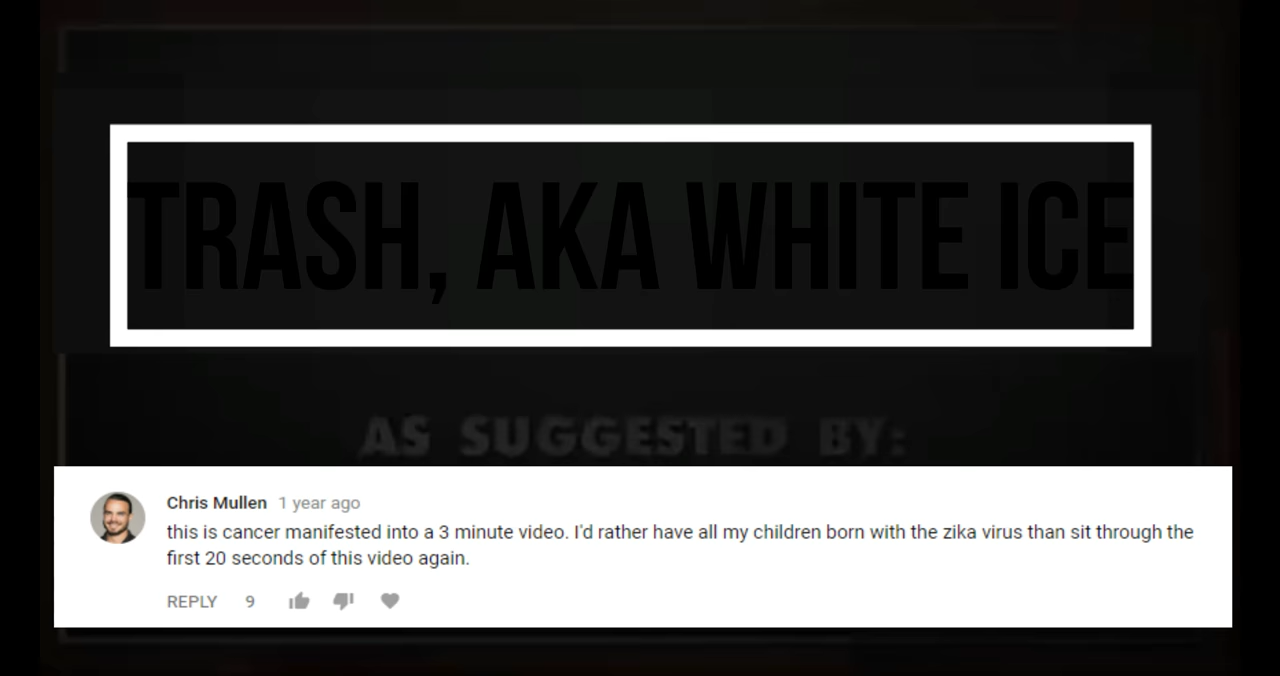 TRASH, AKA WHITE ICE
AS SUGGESTED BY:
Chris Mullen 1 year ago
this is cancer manifested into a 3 minute video. I'd rather have all my children born with the zika virus than sit through the
first 20 seconds of this video again.
REPLY 9